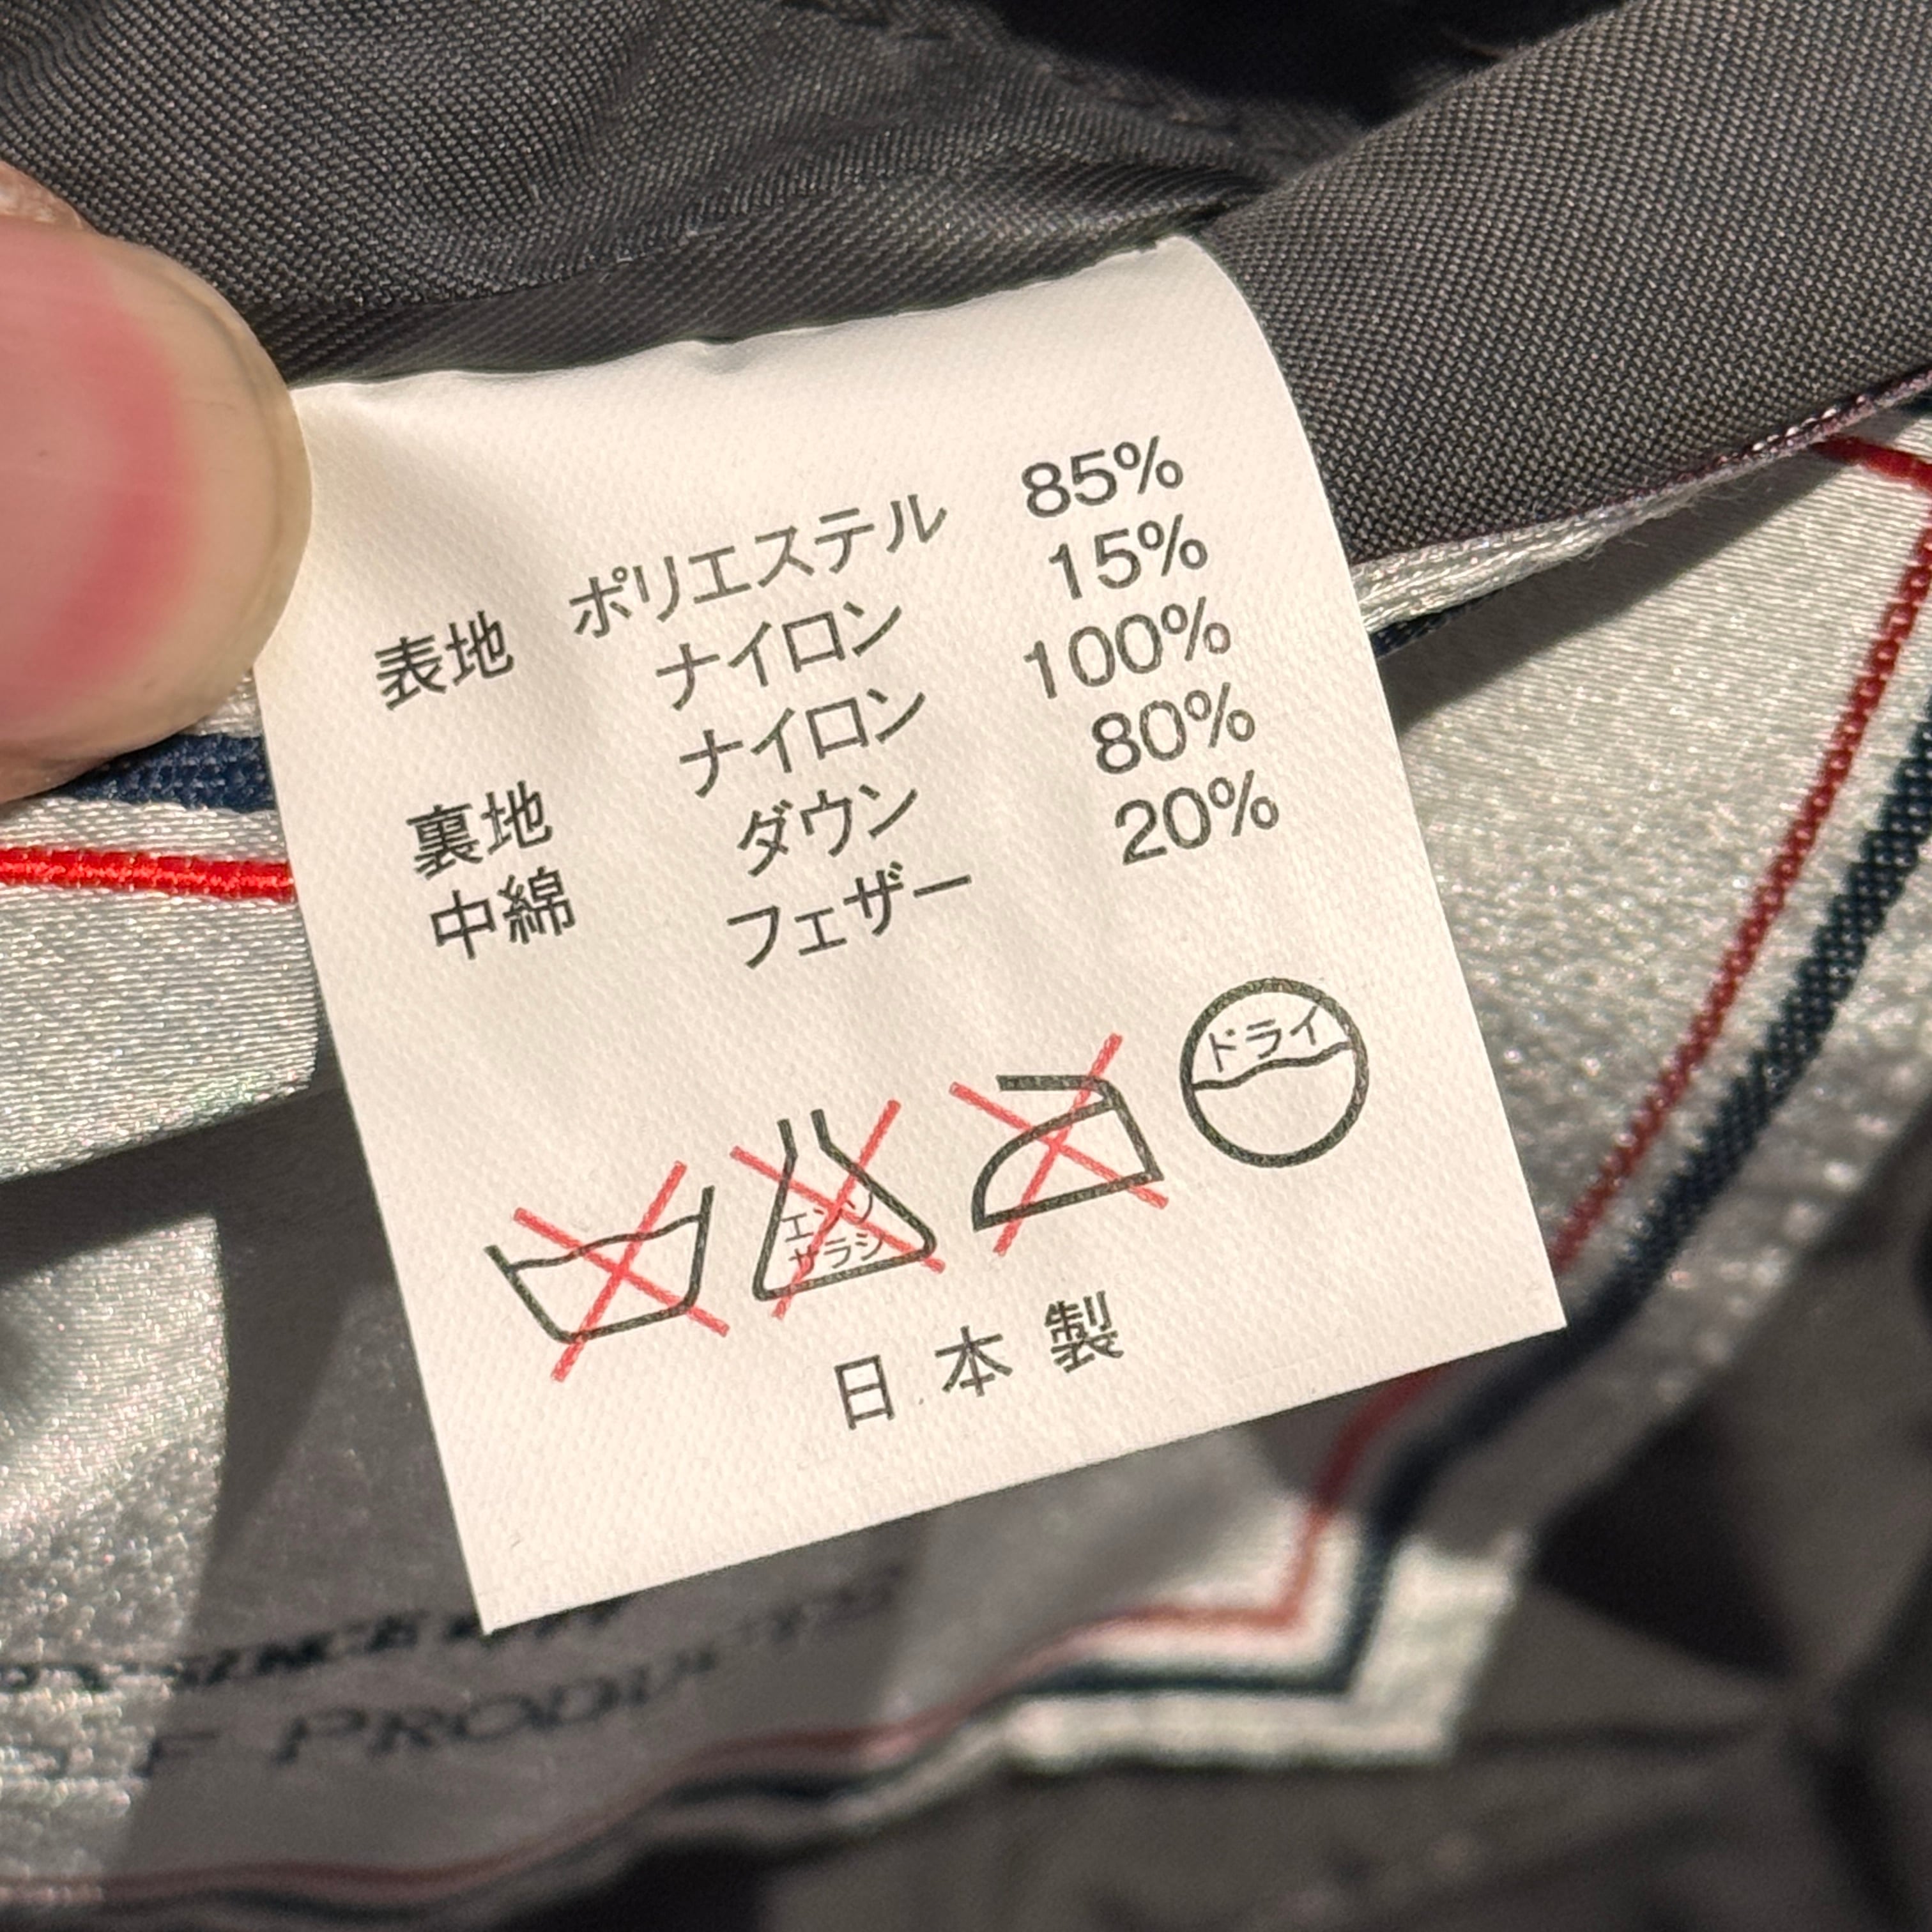 表地 ポリエステル 85%
ナイロン 15%
裏地 ナイロン 100%
中綿 ダウン 80%
フェザー 20%
エンソ
サラシ
ドライ
日本製
SINCE
F PRODUCTS